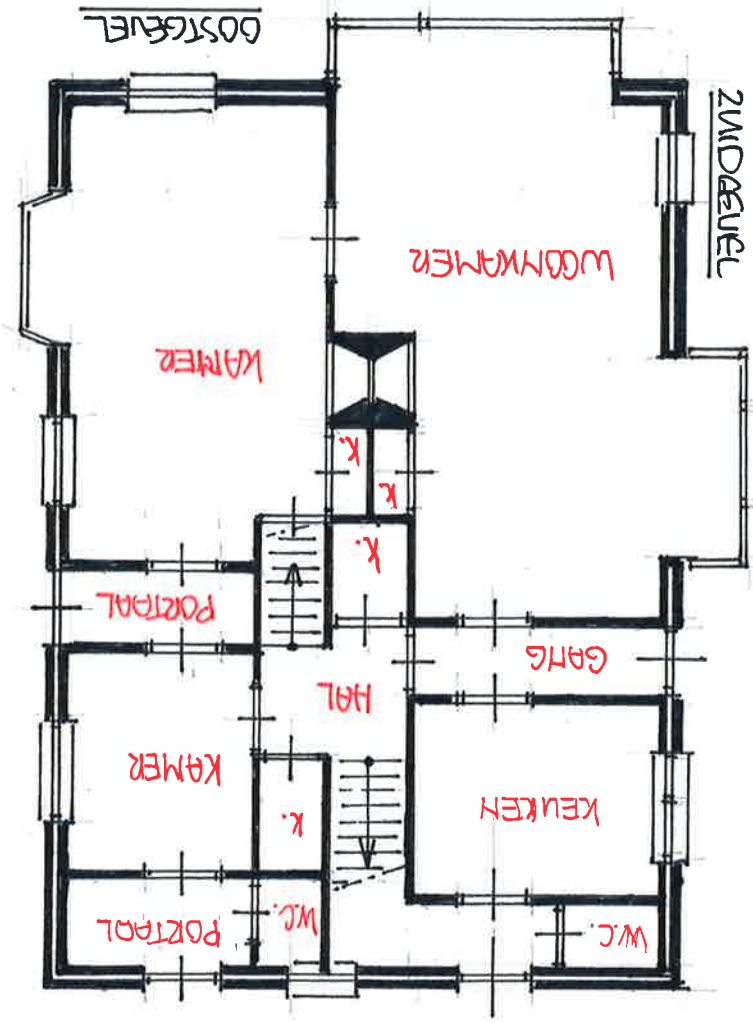 W.C.
W.C.
PORTAAL
KEUKEN
K.
KAMER
HAL
GANG
PORTAAL
K.
K
K.
KAMER
WOONKAMER
ZUIDGEVEL
OOSTGEVEL